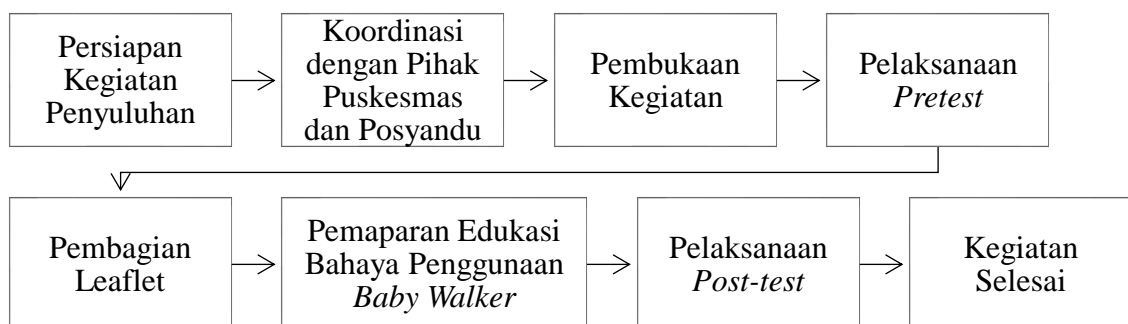 Persiapan
Kegiatan
Penyuluhan
Koordinasi
dengan Pihak
Puskesmas
dan Posyandu
Pembukaan
Kegiatan
Pelaksanaan
Pretest
Pembagian
Leaflet
Pemaparan Edukasi
Bahaya Penggunaan
Baby Walker
Pelaksanaan
Post-test
Kegiatan
Selesai